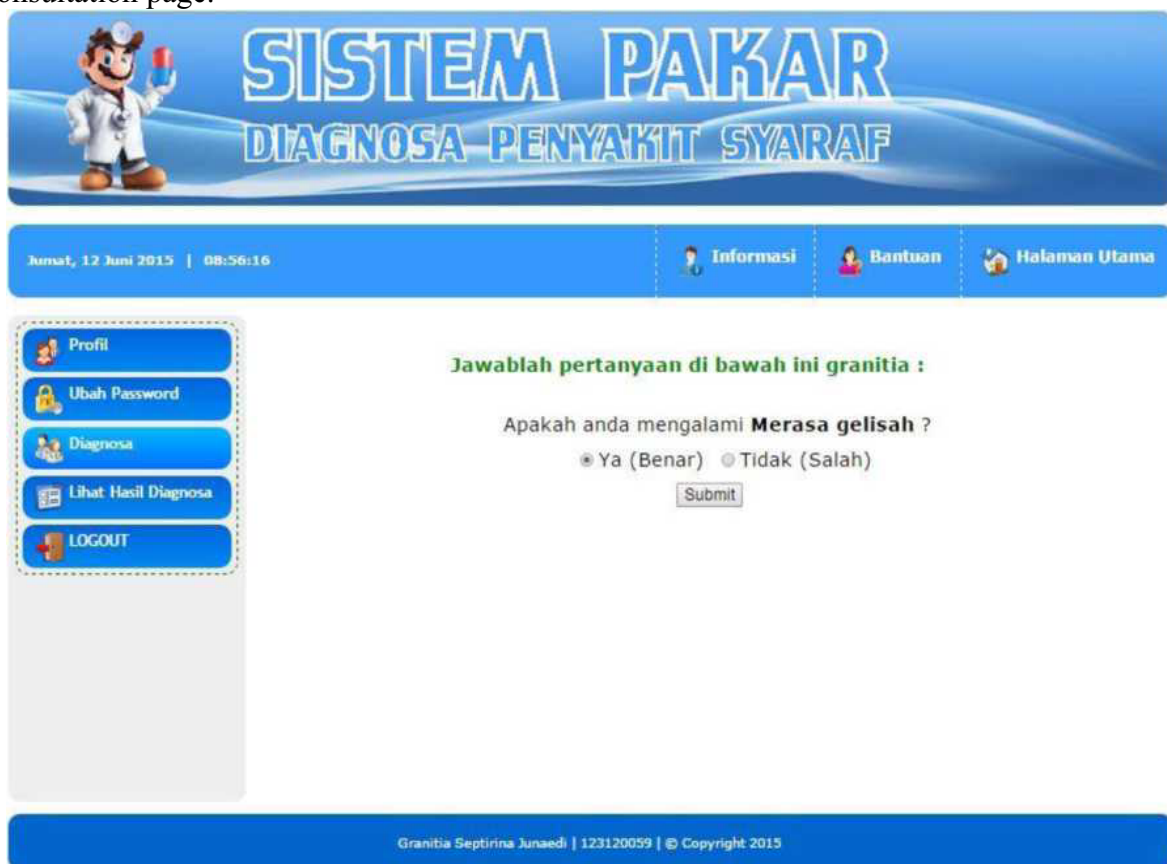 onsultation page.
SISTEM PAKAR
DIAGNOSA PENYAKIT SYARAF
Jumat, 12 Juni 2015 | 08:56:16
Informasi
Bantuan
Halaman Utama
Profil
Ubah Password
Diagnosa
Lihat Hasil Diagnosa
LOGOUT
Jawablah pertanyaan di bawah ini granitia :
Apakah anda mengalami Merasa gelisah ?
Ya (Benar) Tidak (Salah)
Submit
Granitia Septirina Junaedi | 123120059 | © Copyright 2015